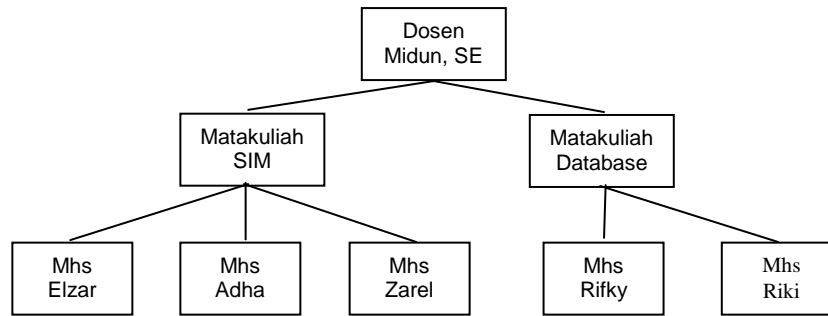 Dosen
Midun, SE
Matakuliah
SIM
Matakuliah
Database
Mhs
Elzar
Mhs
Adha
Mhs
Zarel
Mhs
Rifky
Mhs
Riki